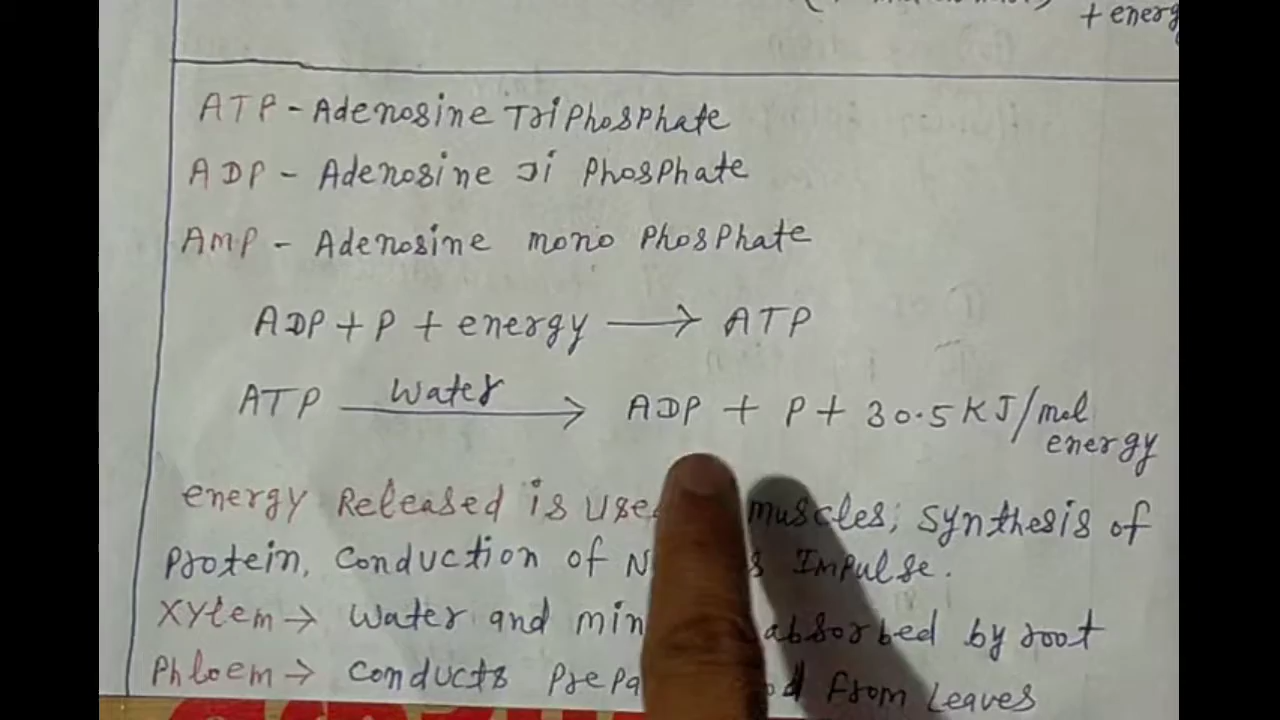 + energ
ATP - Adenosine TriPhosPhate
ADP - Adenosine Di PhosPhate
AMP - Adenosine mono PhosPhate
ADP + P + energy → ATP
ATP Water → ADP + P + 30.5 KJ/mol energy
energy Released is Use muscles; Synthesis of
Protein, Conduction of N s Impulse.
Xylem → Water and min absorbed by root
Phloem → Conducts Prepa od From Leaves